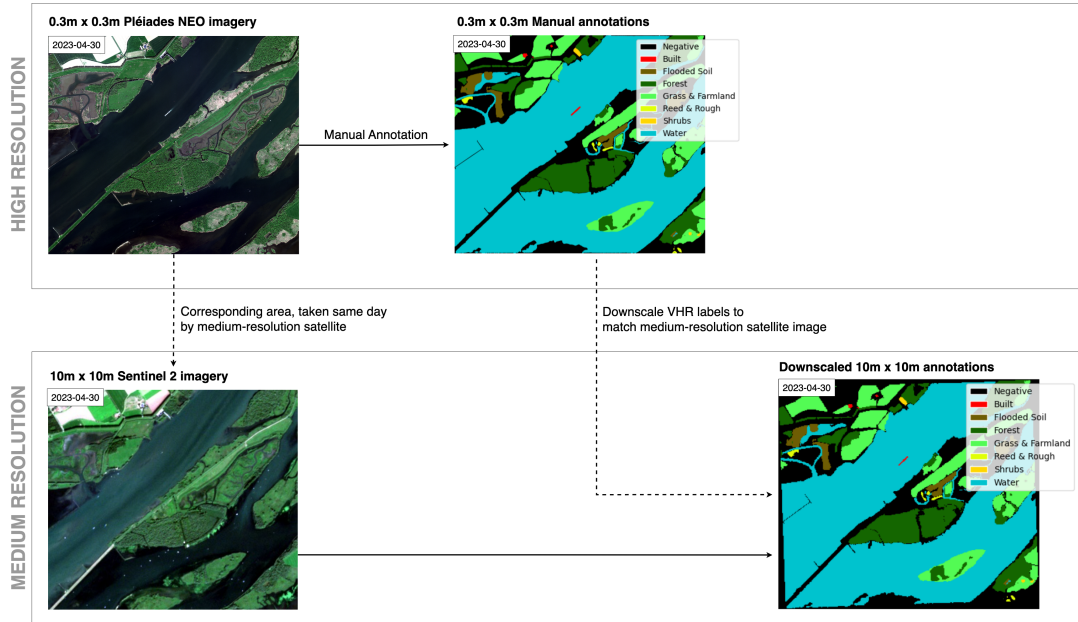 HIGH RESOLUTION
0.3m x 0.3m Pléiades NEO imagery
2023-04-30
Manual Annotation
0.3m x 0.3m Manual annotations
2023-04-30
Negative
Built
Flooded Soil
Forest
Grass & Farmland
Reed & Rough
Shrubs
Water
Corresponding area, taken same day
by medium-resolution satellite
Downscale VHR labels to
match medium-resolution satellite image
MEDIUM RESOLUTION
10m x 10m Sentinel 2 imagery
2023-04-30
Downscaled 10m x 10m annotations
2023-04-30
Negative
Built
Flooded Soil
Forest
Grass & Farmland
Reed & Rough
Shrubs
Water